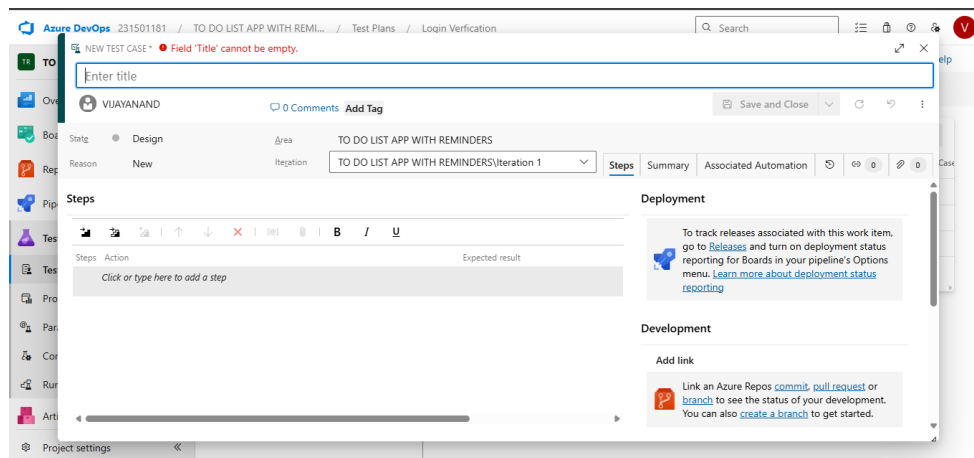 Azure DevOps 231501181 / TO DO LIST APP WITH REMI... / Test Plans / Login Verfication
Search
V
NEW TEST CASE * Field 'Title' cannot be empty.
Enter title
VIJAYANAND
0 Comments Add Tag
Save and Close
State Design
Area TO DO LIST APP WITH REMINDERS
Reason New
Iteration TO DO LIST APP WITH REMINDERS\Iteration 1
Steps Summary Associated Automation 0 0
Steps
B I U
Steps Action Expected result
Click or type here to add a step
Deployment
To track releases associated with this work item,
go to Releases and turn on deployment status
reporting for Boards in your pipeline's Options
menu. Learn more about deployment status
reporting
Development
Add link
Link an Azure Repos commit, pull request or
branch to see the status of your development.
You can also create a branch to get started.
TR TO
Ove
Boa
Rep
Pip
Tes
Tes
Pro
Par
Cor
Rur
Arti
Project settings
elp
Case